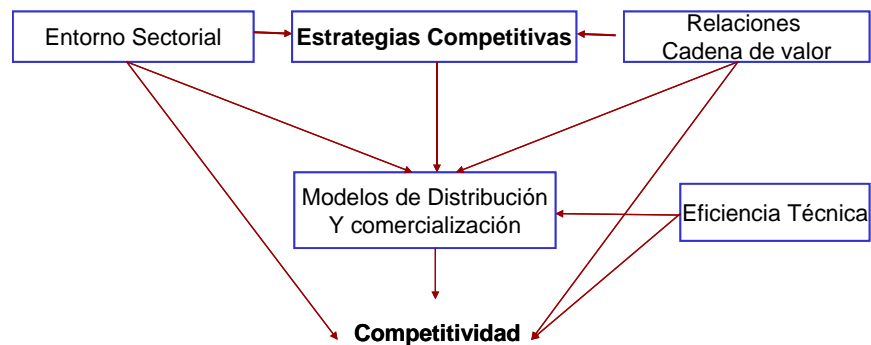 Entorno Sectorial
Estrategias Competitivas
Relaciones
Cadena de valor
Modelos de Distribución
Y comercialización
Eficiencia Técnica
Competitividad